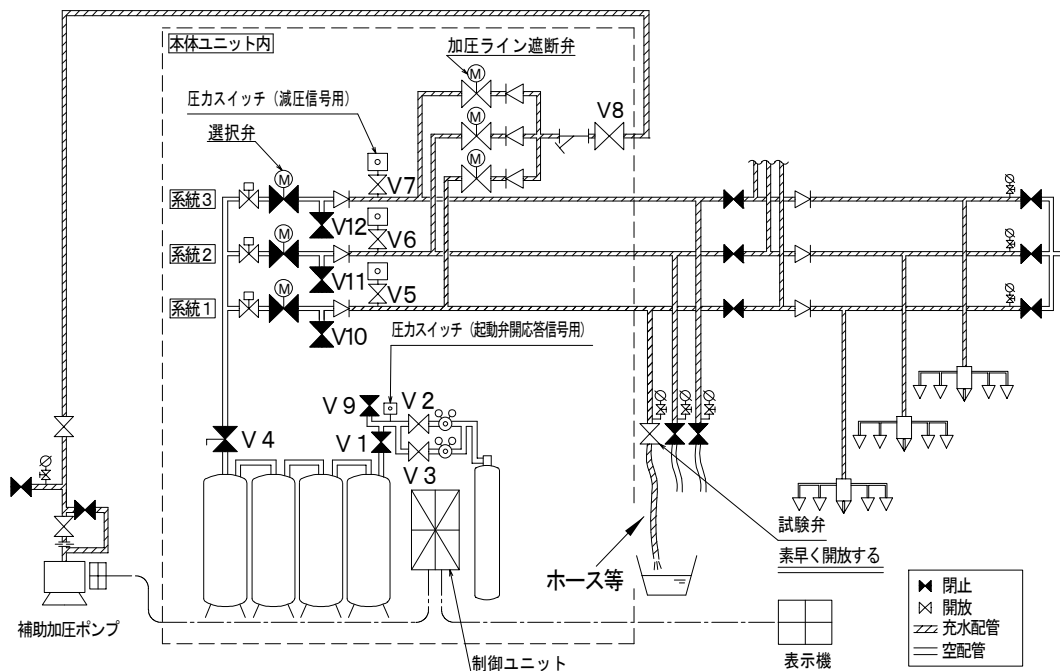 本体ユニット内
加圧ライン遮断弁
M
V8
圧力スイッチ（減圧信号用）
M
選択弁
M
M
V7
系統3
V12
V6
M
系統2
V11
V5
M
系統1
V10
圧力スイッチ（起動弁開応答信号用）
V9
V2
V4
V1
V3
試験弁
素早く開放する
ホース等
補助加圧ポンプ
制御ユニット
表示機
閉止
開放
充水配管
空配管